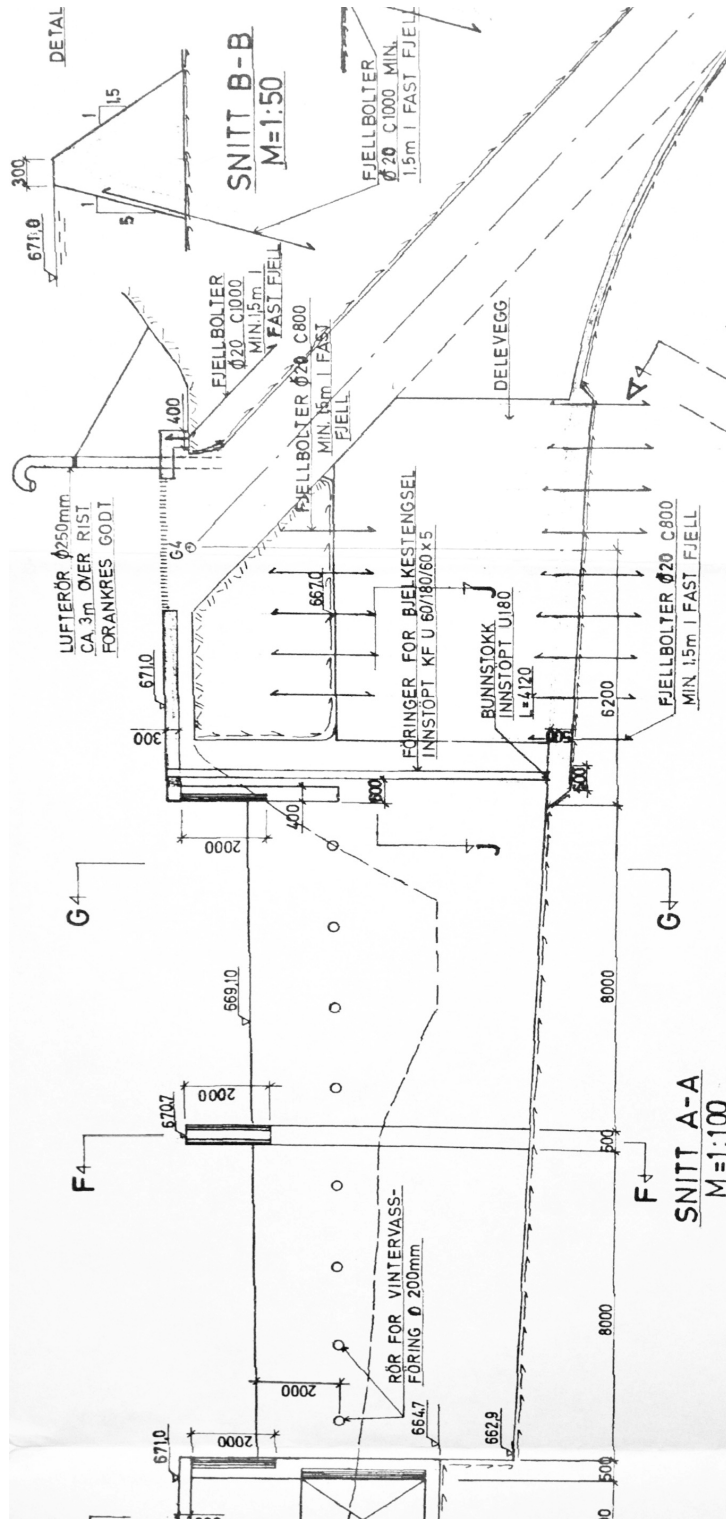 DETAL
300
1
1,5
671,0
1
5
SNITT B-B
M=1:50
FJELLBOLTER
Ø20 C1000 MIN.
1,5m I FAST FJELL
FJELLBOLTER
Ø20 C1000
MIN.1,5m I
FAST FJELL
400
FJELLBOLTER Ø20 C800
MIN. 1,5m I FAST
FJELL
LUFTERÖR Ø250mm
CA. 3m OVER RIST
FORANKRES GODT
G4
DELEVEGG
A
671.0
300
667.0
FÖRINGER FOR BJELKESTENGSEL
INNSTÖPT KF U 60/180/60x5
J
J
BUNNSTOKK
INNSTÖPT U180
L=4120
FJELLBOLTER Ø20 C800
MIN. 1,5m I FAST FJELL
6200
500
600
600
400
2000
G
G
669.10
8000
670.7
2000
F
F
500
SNITT A-A
M=1:100
RÖR FOR VINTERVASS-
FÖRING Ø 200mm
2000
8000
671.0
2000
664.7
662.9
500